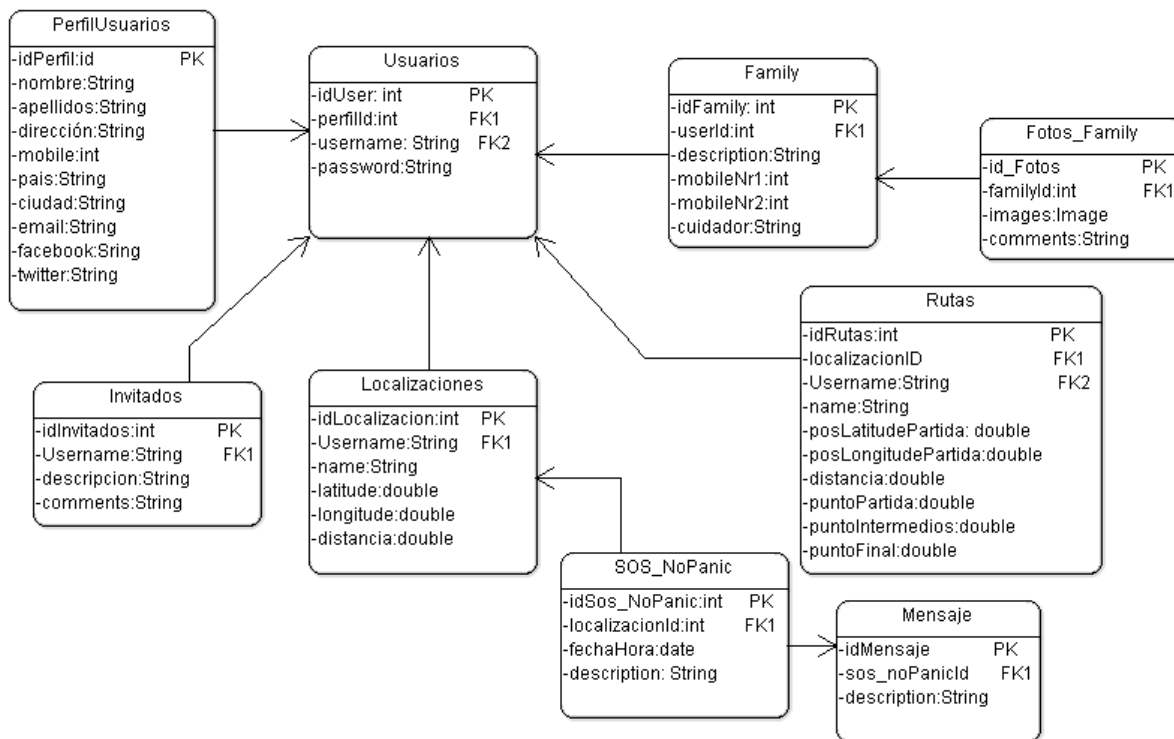 PerfilUsuarios
-idPerfil:id PK
-nombre:String
-apellidos:String
-dirección:String
-mobile:int
-pais:String
-ciudad:String
-email:String
-facebook:Sring
-twitter:String
Usuarios
-idUser: int PK
-perfilId:int FK1
-username: String FK2
-password:String
Family
-idFamily: int PK
-userId:int FK1
-description:String
-mobileNr1:int
-mobileNr2:int
-cuidador:String
Fotos_Family
-id_Fotos PK
-familyId:int FK1
-images:Image
-comments:String
Invitados
-idInvitados:int PK
-Username:String FK1
-descripcion:String
-comments:String
Localizaciones
-idLocalizacion:int PK
-Username:String FK1
-name:String
-latitude:double
-longitude:double
-distancia:double
Rutas
-idRutas:int PK
-localizacionID FK1
-Username:String FK2
-name:String
-posLatitudePartida: double
-posLongitudePartida:double
-distancia:double
-puntoPartida:double
-puntoIntermedios:double
-puntoFinal:double
SOS_NoPanic
-idSos_NoPanic:int PK
-localizacionId:int FK1
-fechaHora:date
-description: String
Mensaje
-idMensaje PK
-sos_noPanicId FK1
-description:String